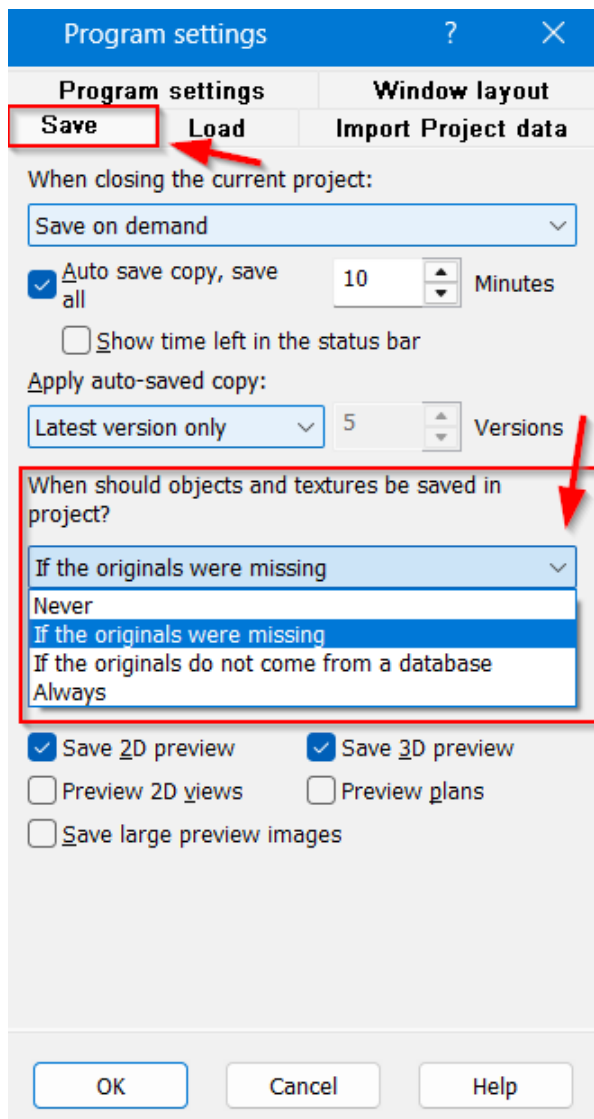 Program settings ?
Program settings Window layout
Save Load Import Project data
When closing the current project:
Save on demand
Auto save copy, save
all
10 Minutes
Show time left in the status bar
Apply auto-saved copy:
Latest version only 5 Versions
When should objects and textures be saved in
project?
If the originals were missing
Never
If the originals were missing
If the originals do not come from a database
Always
Save 2D preview Save 3D preview
Preview 2D views Preview plans
Save large preview images
OK Cancel Help